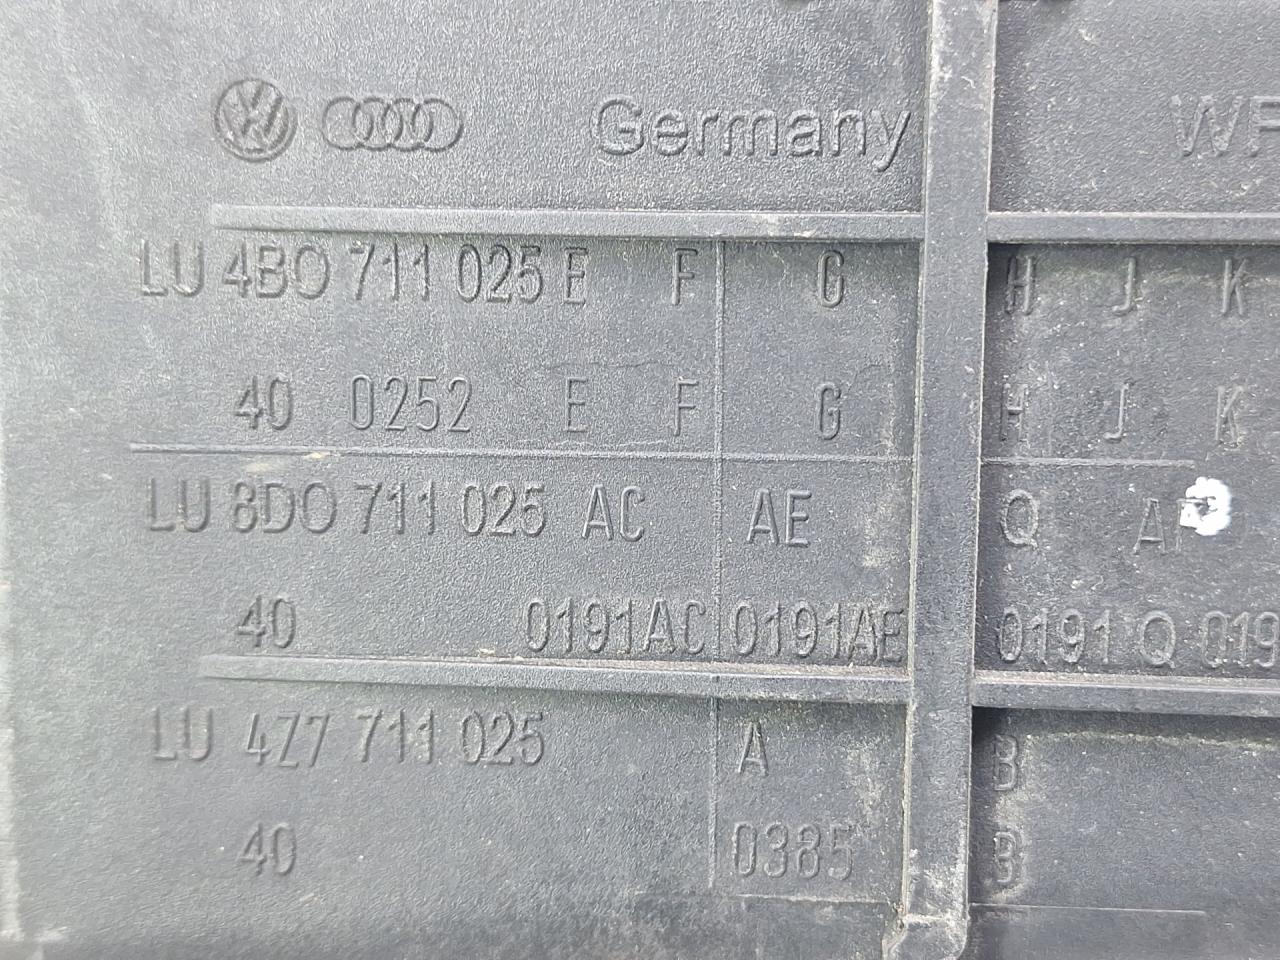 Germany
LU 4B0 711 025 E F G H J K
40 0252 E F G H J K
LU 8D0 711 025 AC AE Q
40 0191AC 0191AE 0191 Q
LU 4Z7 711 025 A B
40 0385 B